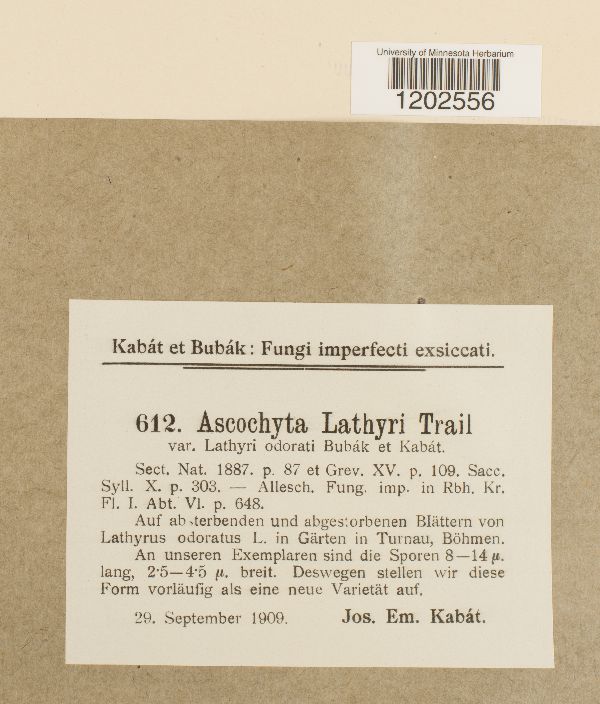 University of Minnesota Herbarium
1202556
Kabát et Bubák: Fungi imperfecti exsiccati.
612. Ascochyta Lathyri Trail
var. Lathyri odorati Bubák et Kabát.
Sect. Nat. 1887. p. 87 et Grev. XV. p. 109. Sacc.
Syll. X. p. 303. — Allesch. Fung. imp. in Rbh. Kr.
Fl. I. Abt. VI. p. 648.
Auf absterbenden und abgestorbenen Blättern von
Lathyrus odoratus L. in Gärten in Turnau, Böhmen.
An unseren Exemplaren sind die Sporen 8—14 µ.
lang, 2·5—4·5 µ. breit. Deswegen stellen wir diese
Form vorläufig als eine neue Varietät auf.
29. September 1909. Jos. Em. Kabát.